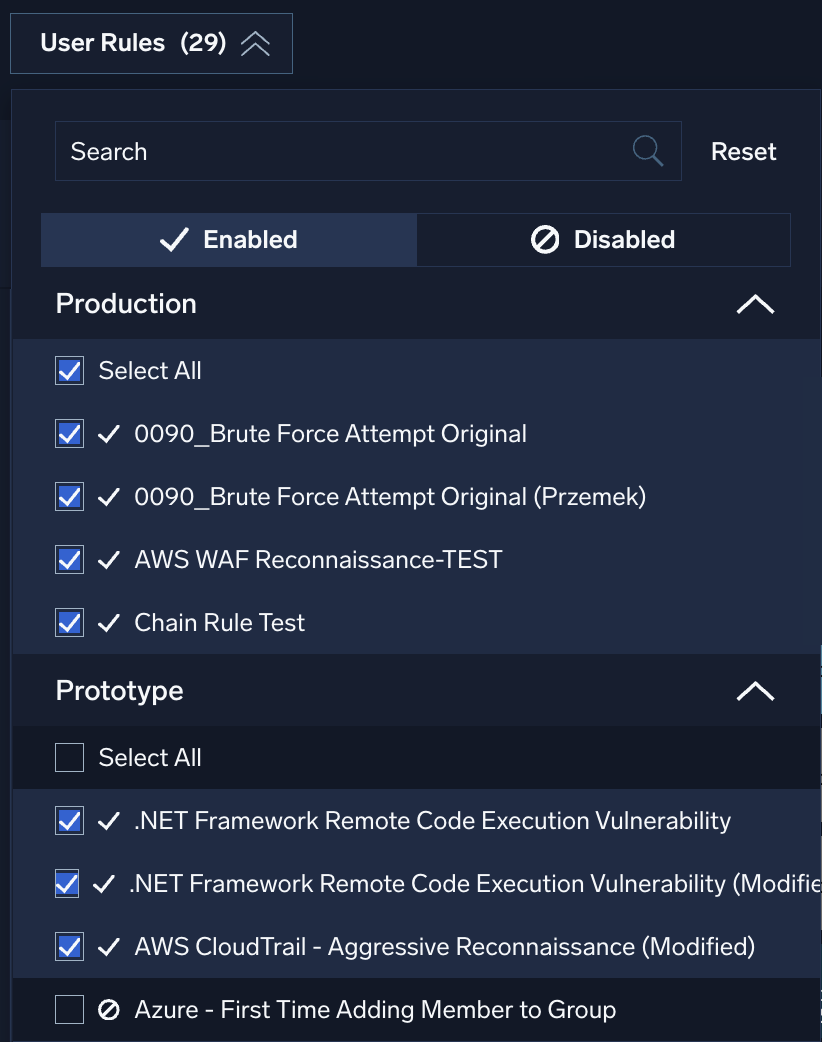 User Rules (29)
Search
Reset
Enabled
Disabled
Production
Select All
0090_Brute Force Attempt Original
0090_Brute Force Attempt Original (Przemek)
AWS WAF Reconnaissance-TEST
Chain Rule Test
Prototype
Select All
.NET Framework Remote Code Execution Vulnerability
.NET Framework Remote Code Execution Vulnerability (Modifie
AWS CloudTrail - Aggressive Reconnaissance (Modified)
Azure - First Time Adding Member to Group